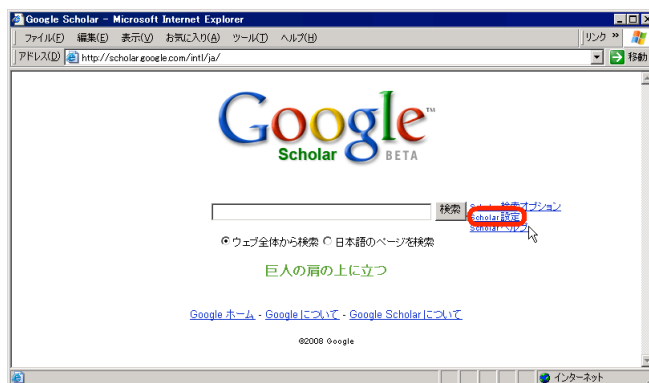 Google Scholar - Microsoft Internet Explorer
ファイル(F) 編集(E) 表示(V) お気に入り(A) ツール(T) ヘルプ(H) リンク »
アドレス(D) http://scholar.google.com/intl/ja/ 移動
Google™
Scholar BETA
検索 検索オプション
Scholar 設定
Scholar ヘルプ
ウェブ全体から検索 日本語のページを検索
巨人の肩の上に立つ
Google ホーム - Google について - Google Scholar について
©2008 Google
インターネット